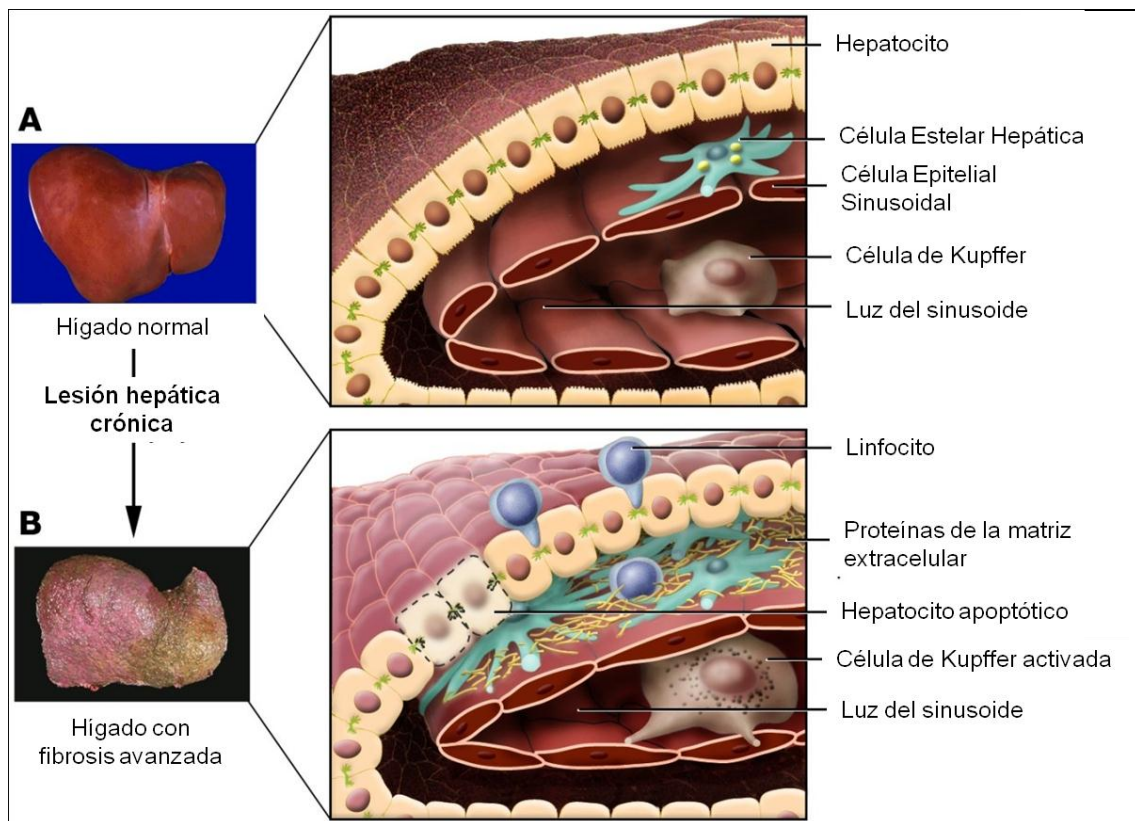 A
Hígado normal
Lesión hepática
crónica
B
Hígado con
fibrosis avanzada
Hepatocito
Célula Estelar Hepática
Célula Epitelial
Sinusoidal
Célula de Kupffer
Luz del sinusoide
Linfocito
Proteínas de la matriz
extracelular
Hepatocito apoptótico
Célula de Kupffer activada
Luz del sinusoide